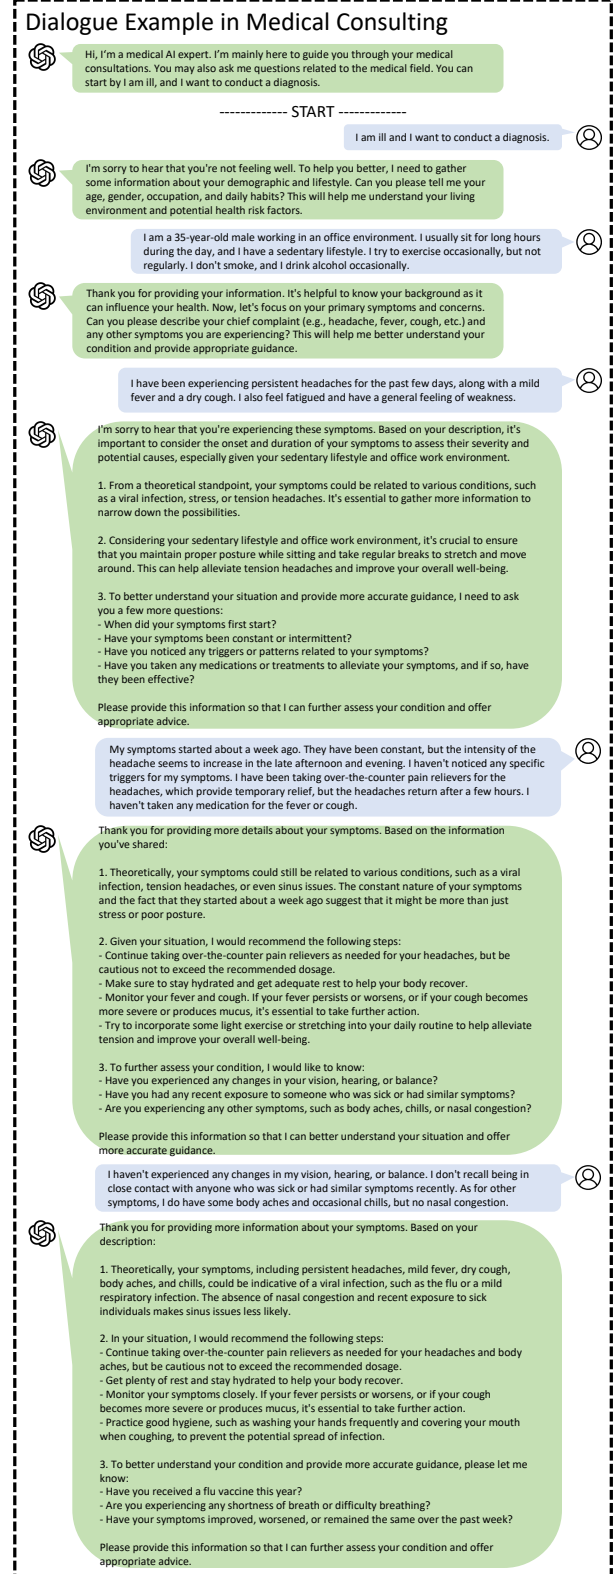 Dialogue Example in Medical Consulting
Hi, I'm a medical AI expert. I'm mainly here to guide you through your medical
consultations. You may also ask me questions related to the medical field. You can
start by I am ill, and I want to conduct a diagnosis.
------------- START -------------
I am ill and I want to conduct a diagnosis.
I'm sorry to hear that you're not feeling well. To help you better, I need to gather
some information about your demographic and lifestyle. Can you please tell me your
age, gender, occupation, and daily habits? This will help me understand your living
environment and potential health risk factors.
I am a 35-year-old male working in an office environment. I usually sit for long hours
during the day, and I have a sedentary lifestyle. I try to exercise occasionally, but not
regularly. I don't smoke, and I drink alcohol occasionally.
Thank you for providing your information. It's helpful to know your background as it
can influence your health. Now, let's focus on your primary symptoms and concerns.
Can you please describe your chief complaint (e.g., headache, fever, cough, etc.) and
any other symptoms you are experiencing? This will help me better understand your
condition and provide appropriate guidance.
I have been experiencing persistent headaches for the past few days, along with a mild
fever and a dry cough. I also feel fatigued and have a general feeling of weakness.
I'm sorry to hear that you're experiencing these symptoms. Based on your description, it's
important to consider the onset and duration of your symptoms to assess their severity and
potential causes, especially given your sedentary lifestyle and office work environment.
1. From a theoretical standpoint, your symptoms could be related to various conditions, such
as a viral infection, stress, or tension headaches. It's essential to gather more information to
narrow down the possibilities.
2. Considering your sedentary lifestyle and office work environment, it's crucial to ensure
that you maintain proper posture while sitting and take regular breaks to stretch and move
around. This can help alleviate tension headaches and improve your overall well-being.
3. To better understand your situation and provide more accurate guidance, I need to ask
you a few more questions:
- When did your symptoms first start?
- Have your symptoms been constant or intermittent?
- Have you noticed any triggers or patterns related to your symptoms?
- Have you taken any medications or treatments to alleviate your symptoms, and if so, have
they been effective?
Please provide this information so that I can further assess your condition and offer
appropriate advice.
My symptoms started about a week ago. They have been constant, but the intensity of the
headache seems to increase in the late afternoon and evening. I haven't noticed any specific
triggers for my symptoms. I have been taking over-the-counter pain relievers for the
headaches, which provide temporary relief, but the headaches return after a few hours. I
haven't taken any medication for the fever or cough.
Thank you for providing more details about your symptoms. Based on the information
you've shared:
1. Theoretically, your symptoms could still be related to various conditions, such as a viral
infection, tension headaches, or even sinus issues. The constant nature of your symptoms
and the fact that they started about a week ago suggest that it might be more than just
stress or poor posture.
2. Given your situation, I would recommend the following steps:
- Continue taking over-the-counter pain relievers as needed for your headaches, but be
cautious not to exceed the recommended dosage.
- Make sure to stay hydrated and get adequate rest to help your body recover.
- Monitor your fever and cough. If your fever persists or worsens, or if your cough becomes
more severe or produces mucus, it's essential to take further action.
- Try to incorporate some light exercise or stretching into your daily routine to help alleviate
tension and improve your overall well-being.
3. To further assess your condition, I would like to know:
- Have you experienced any changes in your vision, hearing, or balance?
- Have you had any recent exposure to someone who was sick or had similar symptoms?
- Are you experiencing any other symptoms, such as body aches, chills, or nasal congestion?
Please provide this information so that I can better understand your situation and offer
more accurate guidance.
I haven't experienced any changes in my vision, hearing, or balance. I don't recall being in
close contact with anyone who was sick or had similar symptoms recently. As for other
symptoms, I do have some body aches and occasional chills, but no nasal congestion.
Thank you for providing more information about your symptoms. Based on your
description:
1. Theoretically, your symptoms, including persistent headaches, mild fever, dry cough,
body aches, and chills, could be indicative of a viral infection, such as the flu or a mild
respiratory infection. The absence of nasal congestion and recent exposure to sick
individuals makes sinus issues less likely.
2. In your situation, I would recommend the following steps:
- Continue taking over-the-counter pain relievers as needed for your headaches and body
aches, but be cautious not to exceed the recommended dosage.
- Get plenty of rest and stay hydrated to help your body recover.
- Monitor your symptoms closely. If your fever persists or worsens, or if your cough
becomes more severe or produces mucus, it's essential to take further action.
- Practice good hygiene, such as washing your hands frequently and covering your mouth
when coughing, to prevent the potential spread of infection.
3. To better understand your condition and provide more accurate guidance, please let me
know:
- Have you received a flu vaccine this year?
- Are you experiencing any shortness of breath or difficulty breathing?
- Have your symptoms improved, worsened, or remained the same over the past week?
Please provide this information so that I can further assess your condition and offer
appropriate advice.